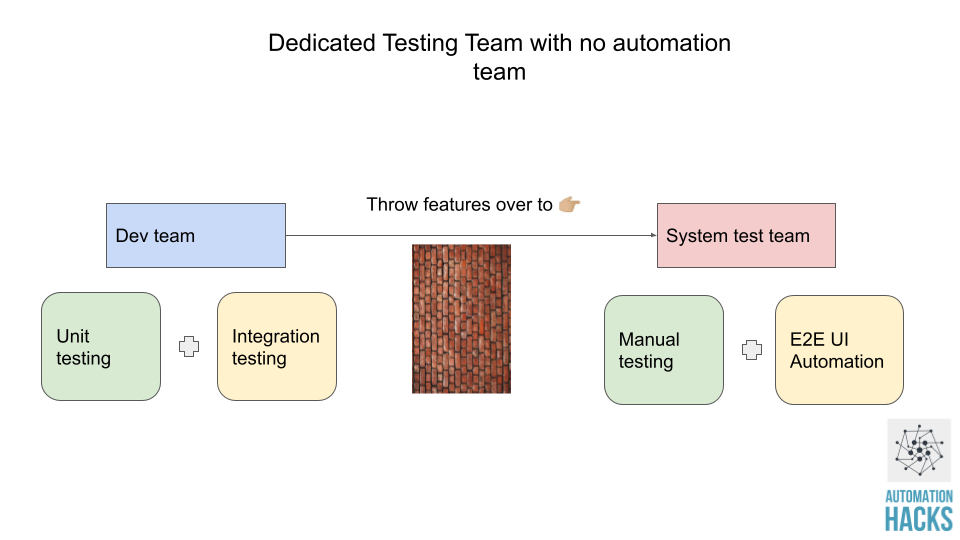 Dedicated Testing Team with no automation
team
Throw features over to 👉🏼
Dev team
System test team
Unit
testing
Integration
testing
Manual
testing
E2E UI
Automation
AUTOMATION
HACKS